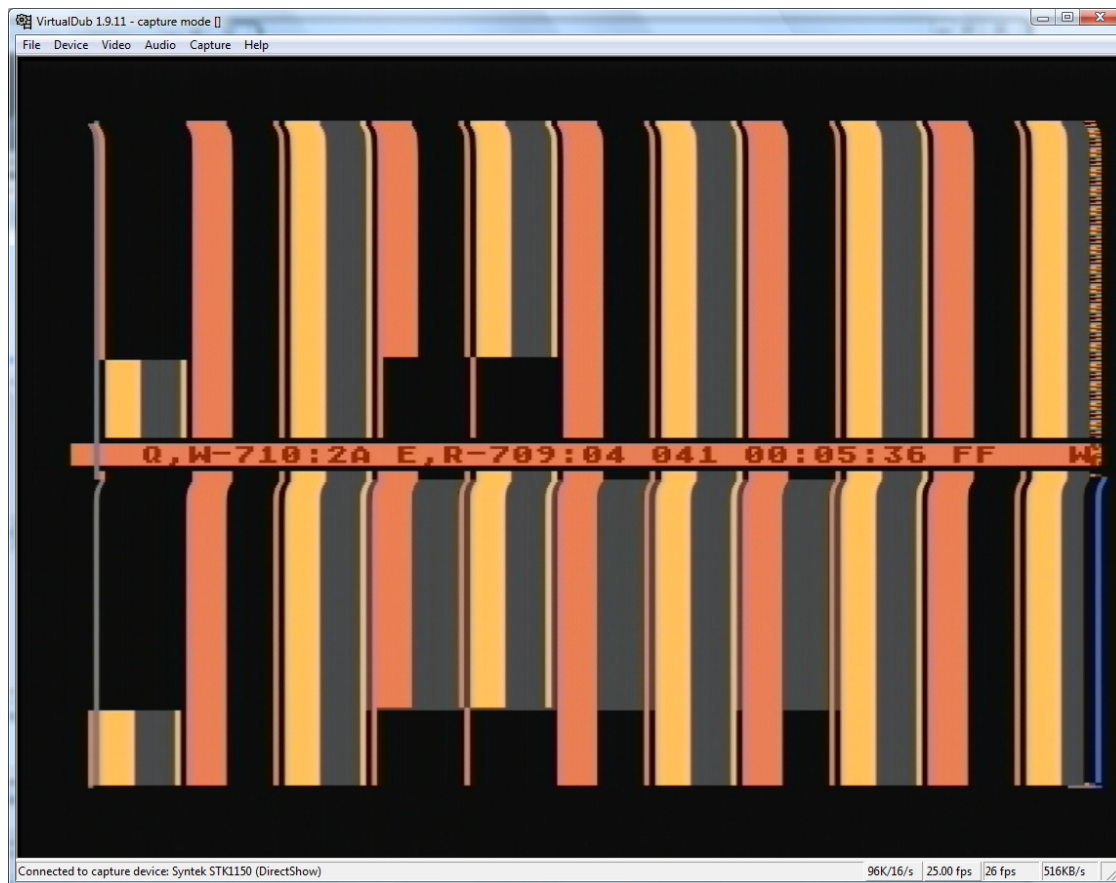 VirtualDub 1.9.11 - capture mode []
File Device Video Audio Capture Help
Q,W-710:2A E,R-709:04 041 00:05:36 FF W
Connected to capture device: Syntek STK1150 (DirectShow) 96K/16/s 25.00 fps 26 fps 516KB/s